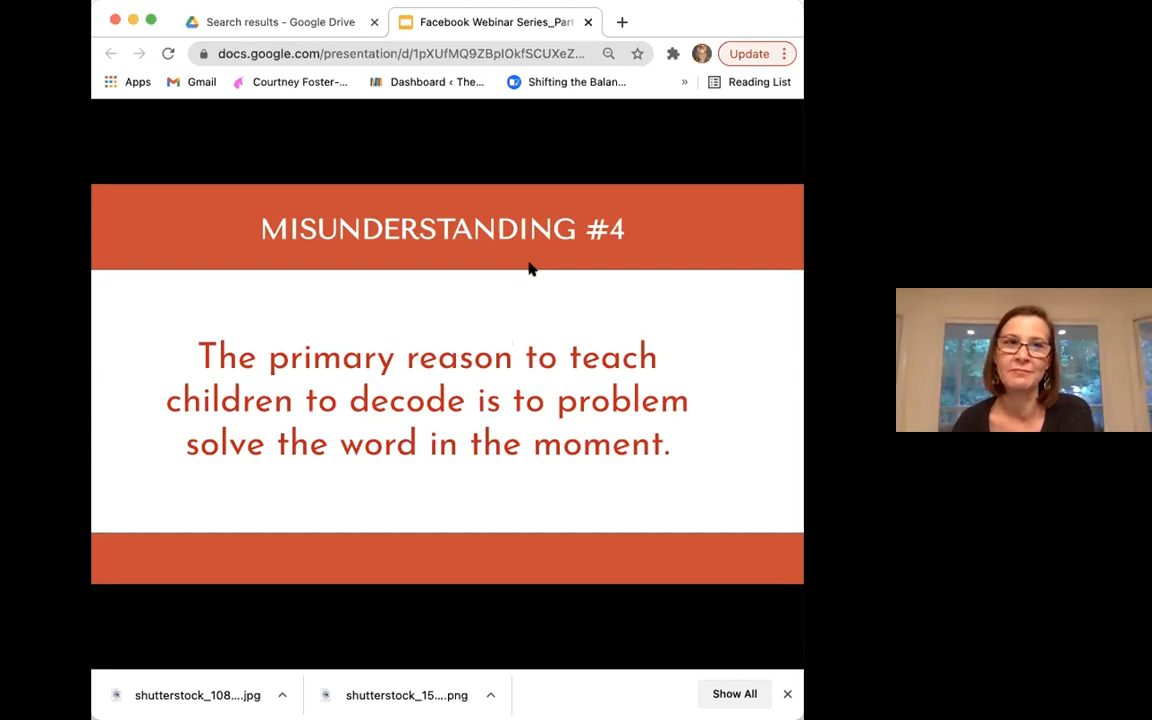 Search results - Google Drive
Facebook Webinar Series_Par
docs.google.com/presentation/d/1pXUfMQ9ZBpIOkfSCUXeZ...
Update
Apps
Gmail
Courtney Foster-...
Dashboard ‹ The...
Shifting the Balan...
»
Reading List
MISUNDERSTANDING #4
The primary reason to teach
children to decode is to problem
solve the word in the moment.
shutterstock_108....jpg
shutterstock_15....png
Show All